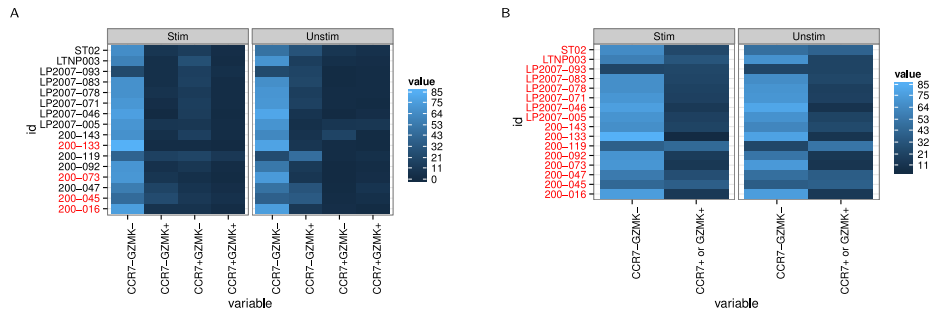 A
Stim
Unstim
ST02
LTNP003
LP2007−093
LP2007−083
LP2007−078
LP2007−071
LP2007−046
LP2007−005
200−143
200−133
200−119
200−092
200−073
200−047
200−045
200−016
id
CCR7−GZMK−
CCR7−GZMK+
CCR7+GZMK−
CCR7+GZMK+
CCR7−GZMK−
CCR7−GZMK+
CCR7+GZMK−
CCR7+GZMK+
variable
value
85
74
64
53
43
32
21
11
0
B
Stim
Unstim
ST02
LTNP003
LP2007−093
LP2007−083
LP2007−078
LP2007−071
LP2007−046
LP2007−005
200−143
200−133
200−119
200−092
200−073
200−047
200−045
200−016
id
CCR7−GZMK−
CCR7+ or GZMK+
CCR7−GZMK−
CCR7+ or GZMK+
variable
value
85
74
64
53
43
32
21
11